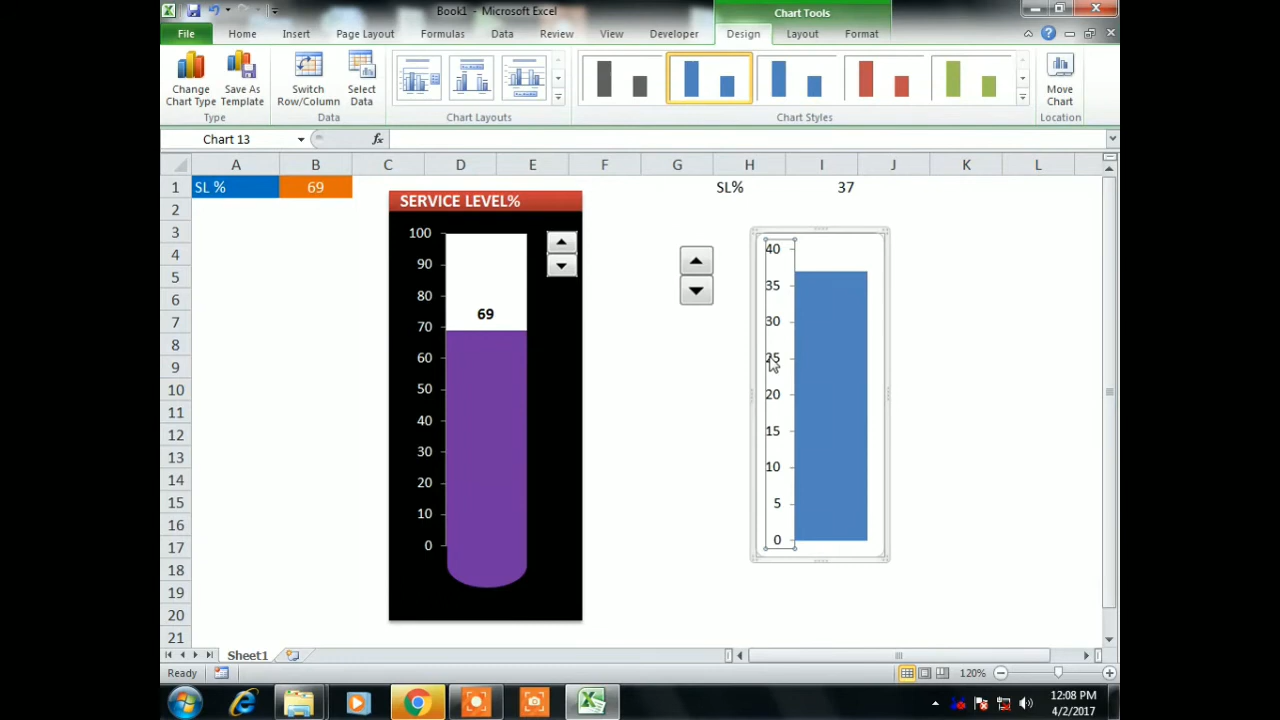 Book1 - Microsoft Excel
Chart Tools
File Home Insert Page Layout Formulas Data Review View Developer Design Layout Format
Change Chart Type
Save As Template
Switch Row/Column
Select Data
Move Chart
Type
Data
Chart Layouts
Chart Styles
Location
Chart 13
fx
A B C D E F G H I J K L
1 SL % 69 SL% 37
2
3
4
5
6
7
8
9
10
11
12
13
14
15
16
17
18
19
20
21
SERVICE LEVEL%
100
90
80
70
60
50
40
30
20
10
0
69
40
35
30
25
20
15
10
5
0
Sheet1
Ready
120%
12:08 PM
4/2/2017